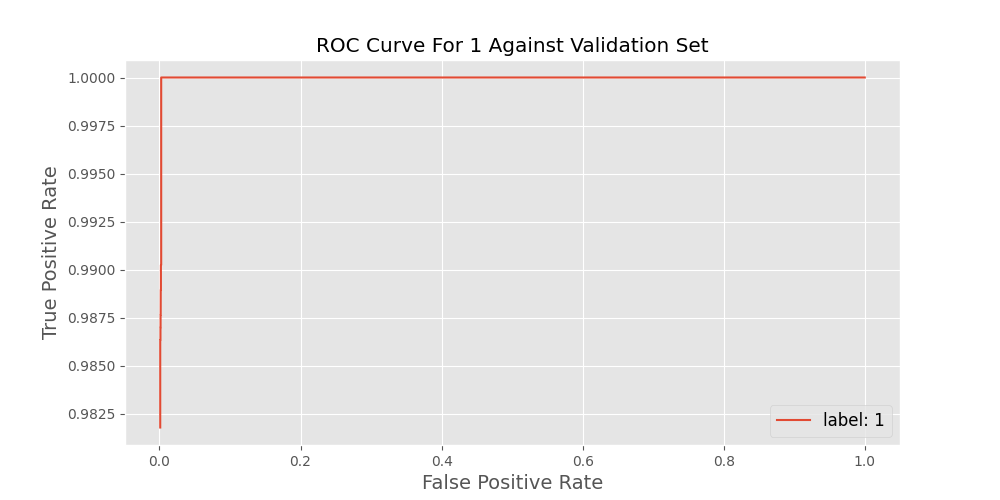 ROC Curve For 1 Against Validation Set
True Positive Rate
1.0000
0.9975
0.9950
0.9925
0.9900
0.9875
0.9850
0.9825
label: 1
0.0 0.2 0.4 0.6 0.8 1.0
False Positive Rate